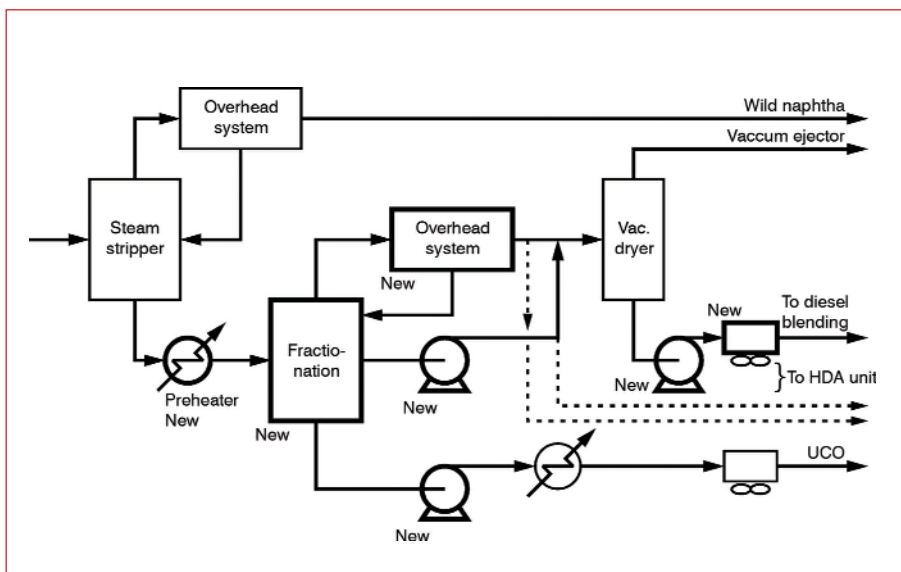 Overhead
system
Wild naphtha
Vaccum ejector
Steam
stripper
Overhead
system
Vac.
dryer
New
New
To diesel
blending
Fractio-
nation
To HDA unit
Preheater
New
New
New
New
UCO
New